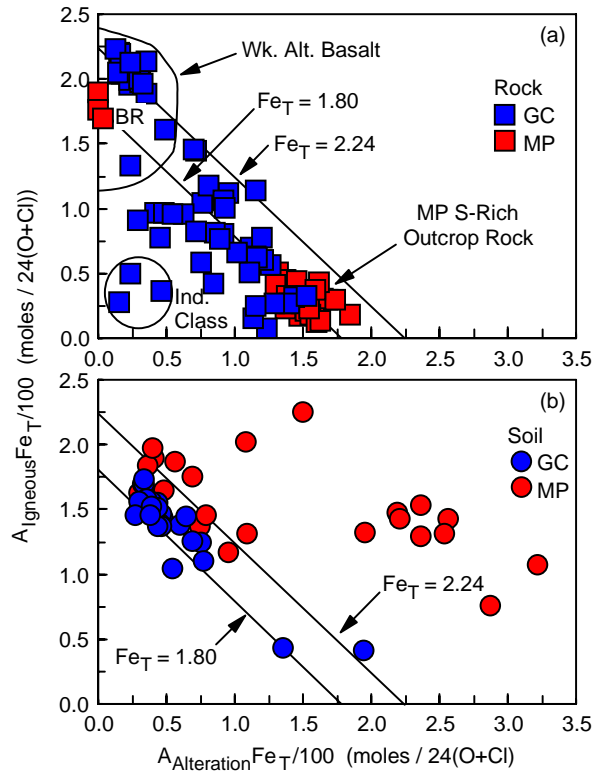 (a)
Wk. Alt. Basalt
Rock
GC
MP
Fe_T = 1.80
Fe_T = 2.24
BR
MP S-Rich
Outcrop Rock
Ind.
Class
2.5
2.0
1.5
1.0
0.5
0.0
0.0 0.5 1.0 1.5 2.0 2.5 3.0 3.5
A_Igneous Fe_T/100 (moles / 24(O+Cl))
(b)
Soil
GC
MP
Fe_T = 2.24
Fe_T = 1.80
2.5
2.0
1.5
1.0
0.5
0.0
0.0 0.5 1.0 1.5 2.0 2.5 3.0 3.5
A_Alteration Fe_T/100 (moles / 24(O+Cl)